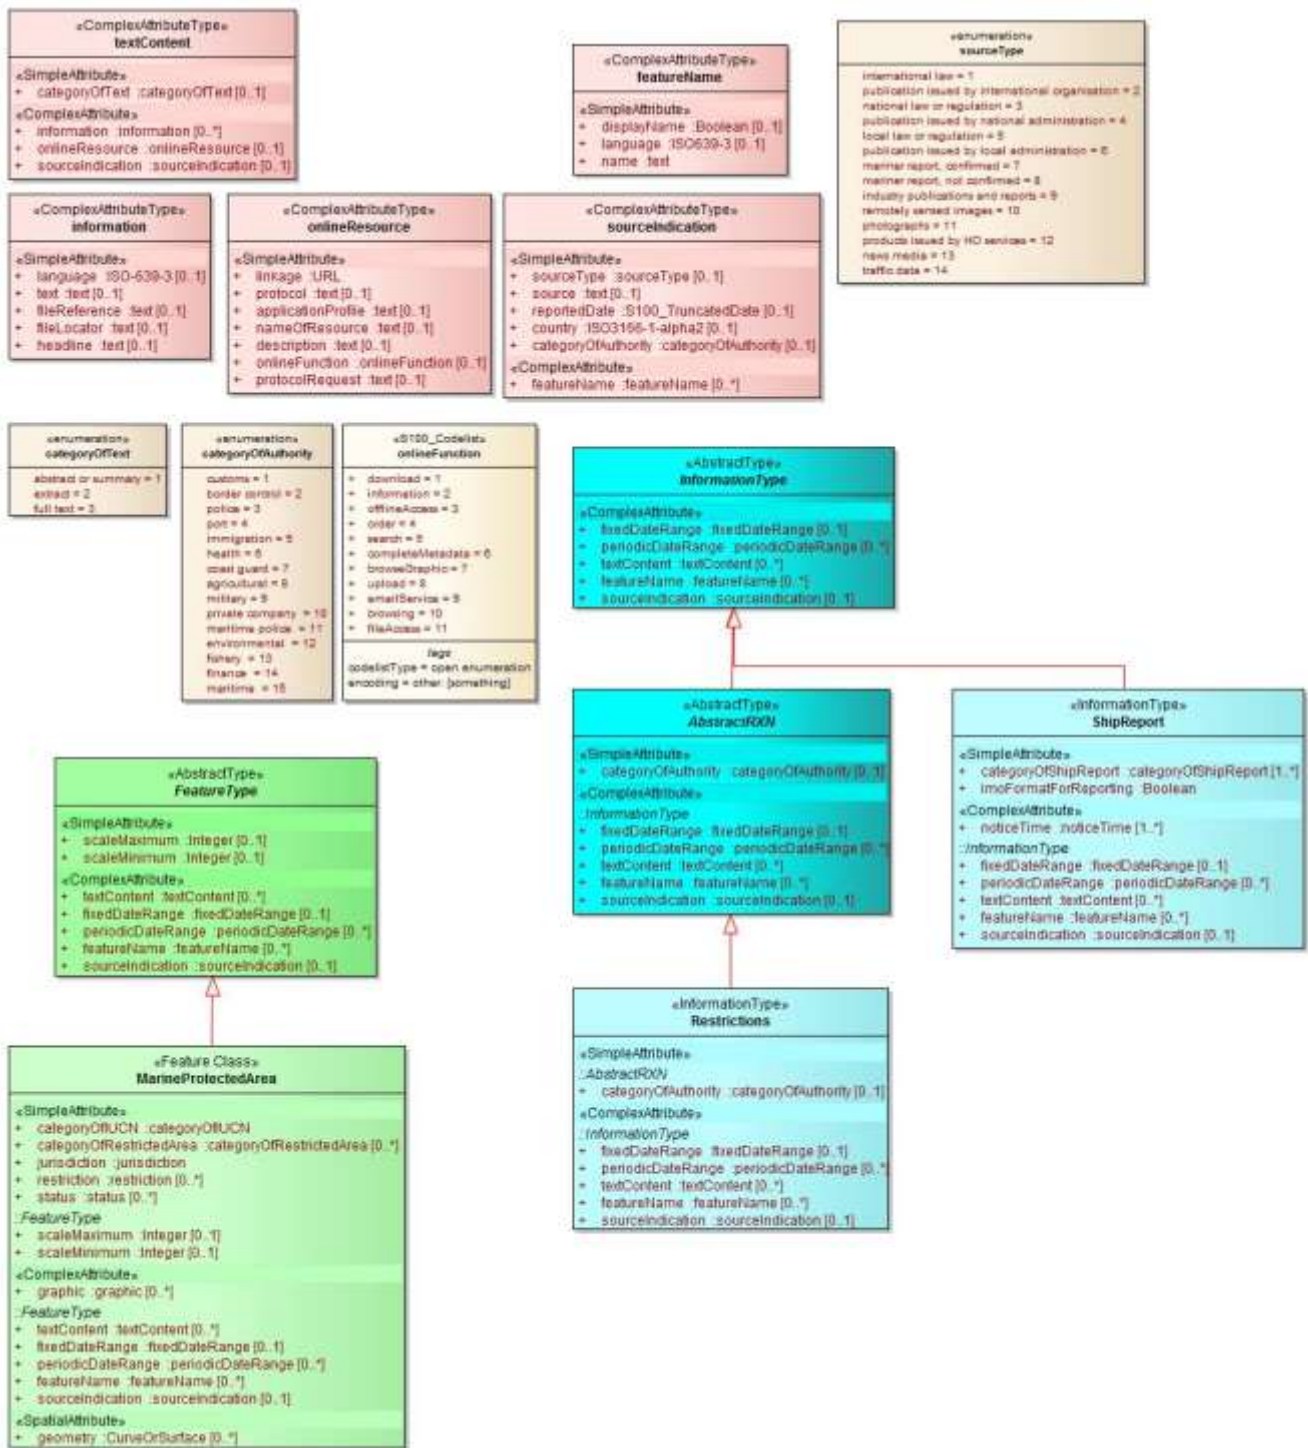 «ComplexAttributeType»
textContent
«SimpleAttribute»
+ categoryOfText :categoryOfText [0..1]
«ComplexAttribute»
+ information :information [0..*]
+ onlineResource :onlineResource [0..1]
+ sourceIndication :sourceIndication [0..1]
«ComplexAttributeType»
featureName
«SimpleAttribute»
+ displayName :Boolean [0..1]
+ language :ISO639-3 [0..1]
+ name :text
«enumeration»
sourceType
international law = 1
publication issued by international organisation = 2
national law or regulation = 3
publication issued by national administration = 4
local law or regulation = 5
publication issued by local administration = 6
mariner report, confirmed = 7
mariner report, not confirmed = 8
industry publications and reports = 9
remotely sensed images = 10
photographs = 11
products issued by HO services = 12
news media = 13
traffic data = 14
«ComplexAttributeType»
information
«SimpleAttribute»
+ language :ISO-639-3 [0..1]
+ text :text [0..1]
+ fileReference :text [0..1]
+ fileLocator :text [0..1]
+ headline :text [0..1]
«ComplexAttributeType»
onlineResource
«SimpleAttribute»
+ linkage :URL
+ protocol :text [0..1]
+ applicationProfile :text [0..1]
+ nameOfResource :text [0..1]
+ description :text [0..1]
+ onlineFunction :onlineFunction [0..1]
+ protocolRequest :text [0..1]
«ComplexAttributeType»
sourceIndication
«SimpleAttribute»
+ sourceType :sourceType [0..1]
+ source :text [0..1]
+ reportedDate :S100_TruncatedDate [0..1]
+ country :ISO3166-1-alpha2 [0..1]
+ categoryOfAuthority :categoryOfAuthority [0..1]
«ComplexAttribute»
+ featureName :featureName [0..*]
«enumeration»
categoryOfText
abstract or summary = 1
extract = 2
full text = 3
«enumeration»
categoryOfAuthority
customs = 1
border control = 2
police = 3
port = 4
immigration = 5
health = 6
coast guard = 7
agricultural = 8
military = 9
private company = 10
maritime police = 11
environmental = 12
fishery = 13
finance = 14
maritime = 15
«S100_Codelist»
onlineFunction
+ download = 1
+ information = 2
+ offlineAccess = 3
+ order = 4
+ search = 5
+ completeMetadata = 6
+ browseGraphic = 7
+ upload = 8
+ emailService = 9
+ browsing = 10
+ fileAccess = 11
tags
codelistType = open enumeration
encoding = other: [something]
«AbstractType»
InformationType
«ComplexAttribute»
+ fixedDateRange :fixedDateRange [0..1]
+ periodicDateRange :periodicDateRange [0..*]
+ textContent :textContent [0..*]
+ featureName :featureName [0..*]
+ sourceIndication :sourceIndication [0..1]
«AbstractType»
AbstractRXN
«SimpleAttribute»
+ categoryOfAuthority :categoryOfAuthority [0..1]
«ComplexAttribute»
::InformationType
+ fixedDateRange :fixedDateRange [0..1]
+ periodicDateRange :periodicDateRange [0..*]
+ textContent :textContent [0..*]
+ featureName :featureName [0..*]
+ sourceIndication :sourceIndication [0..1]
«InformationType»
ShipReport
«SimpleAttribute»
+ categoryOfShipReport :categoryOfShipReport [1..*]
+ imoFormatForReporting :Boolean
«ComplexAttribute»
+ noticeTime :noticeTime [1..*]
::InformationType
+ fixedDateRange :fixedDateRange [0..1]
+ periodicDateRange :periodicDateRange [0..*]
+ textContent :textContent [0..*]
+ featureName :featureName [0..*]
+ sourceIndication :sourceIndication [0..1]
«AbstractType»
FeatureType
«SimpleAttribute»
+ scaleMaximum :Integer [0..1]
+ scaleMinimum :Integer [0..1]
«ComplexAttribute»
+ textContent :textContent [0..*]
+ fixedDateRange :fixedDateRange [0..1]
+ periodicDateRange :periodicDateRange [0..*]
+ featureName :featureName [0..*]
+ sourceIndication :sourceIndication [0..1]
«InformationType»
Restrictions
«SimpleAttribute»
::AbstractRXN
+ categoryOfAuthority :categoryOfAuthority [0..1]
«ComplexAttribute»
::InformationType
+ fixedDateRange :fixedDateRange [0..1]
+ periodicDateRange :periodicDateRange [0..*]
+ textContent :textContent [0..*]
+ featureName :featureName [0..*]
+ sourceIndication :sourceIndication [0..1]
«Feature Class»
MarineProtectedArea
«SimpleAttribute»
+ categoryOfIUCN :categoryOfIUCN
+ categoryOfRestrictedArea :categoryOfRestrictedArea [0..*]
+ jurisdiction :jurisdiction
+ restriction :restriction [0..*]
+ status :status [0..*]
::FeatureType
+ scaleMaximum :Integer [0..1]
+ scaleMinimum :Integer [0..1]
«ComplexAttribute»
+ graphic :graphic [0..*]
::FeatureType
+ textContent :textContent [0..*]
+ fixedDateRange :fixedDateRange [0..1]
+ periodicDateRange :periodicDateRange [0..*]
+ featureName :featureName [0..*]
+ sourceIndication :sourceIndication [0..1]
«SpatialAttribute»
+ geometry :CurveOrSurface [0..*]